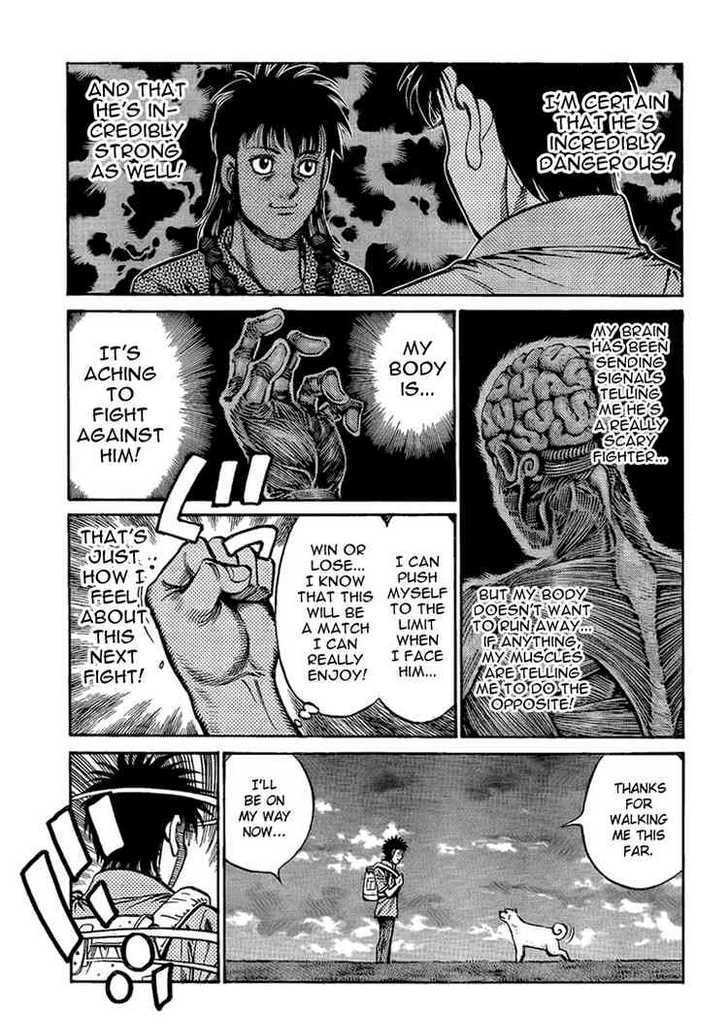 I'M CERTAIN
THAT HE'S
INCREDIBLY
DANGEROUS!
AND THAT
HE'S IN-
CREDIBLY
STRONG
AS WELL!
MY BRAIN
HAS BEEN
SENDING
SIGNALS
TELLING
ME HE'S
A REALLY
SCARY
FIGHTER...
BUT MY BODY
DOESN'T WANT
TO RUN AWAY...
IF ANYTHING,
MY MUSCLES
ARE TELLING
ME TO DO THE
OPPOSITE!
MY
BODY
IS...
IT'S
ACHING
TO
FIGHT
AGAINST
HIM!
I CAN
PUSH
MYSELF
TO THE
LIMIT
WHEN
I FACE
HIM...
WIN OR
LOSE...
I KNOW
THAT THIS
WILL BE
A MATCH
I CAN
REALLY
ENJOY!
THAT'S
JUST
HOW I
FEEL
ABOUT
THIS
NEXT
FIGHT!
THANKS
FOR
WALKING
ME THIS
FAR.
I'LL
BE ON
MY WAY
NOW...